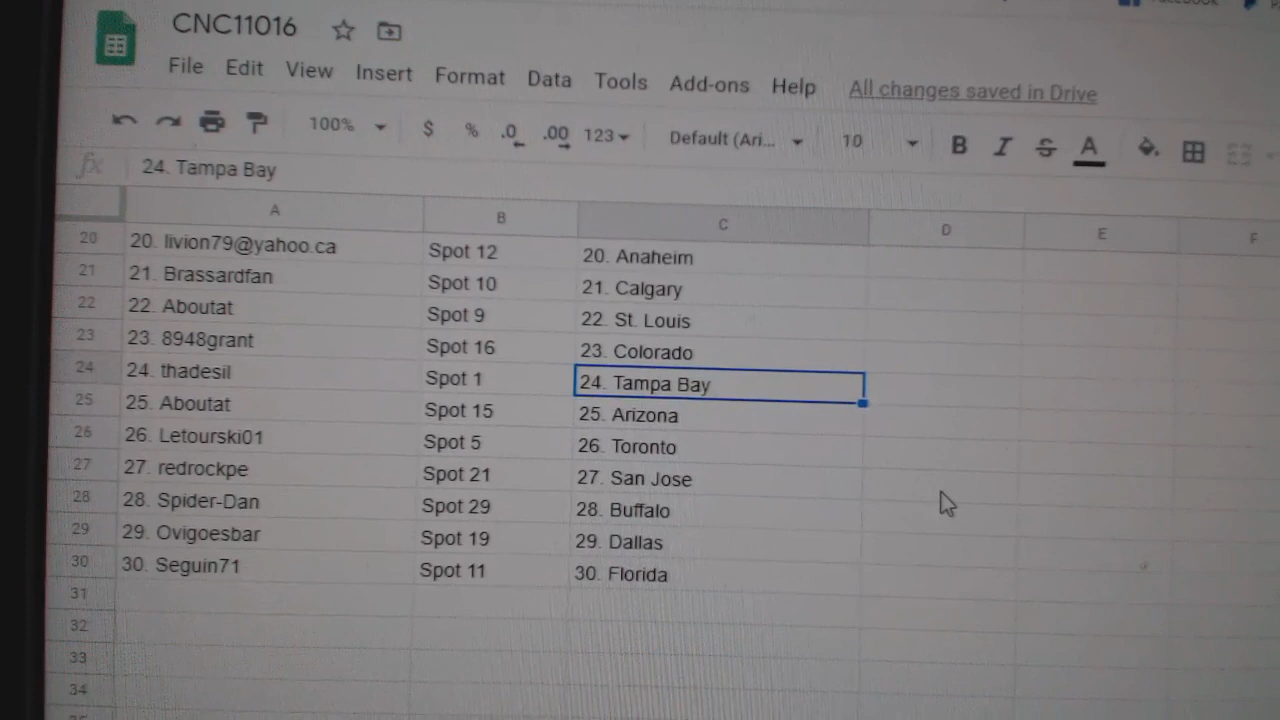 CNC11016
File Edit View Insert Format Data Tools Add-ons Help All changes saved in Drive
100% $ % .0 .00 123 Default (Ari... 10 B I S A
fx 24. Tampa Bay
A B C D E F
20 20. livion79@yahoo.ca Spot 12 20. Anaheim
21 21. Brassardfan Spot 10 21. Calgary
22 22. Aboutat Spot 9 22. St. Louis
23 23. 8948grant Spot 16 23. Colorado
24 24. thadesil Spot 1 24. Tampa Bay
25 25. Aboutat Spot 15 25. Arizona
26 26. Letourski01 Spot 5 26. Toronto
27 27. redrockpe Spot 21 27. San Jose
28 28. Spider-Dan Spot 29 28. Buffalo
29 29. Ovigoesbar Spot 19 29. Dallas
30 30. Seguin71 Spot 11 30. Florida
31
32
33
34